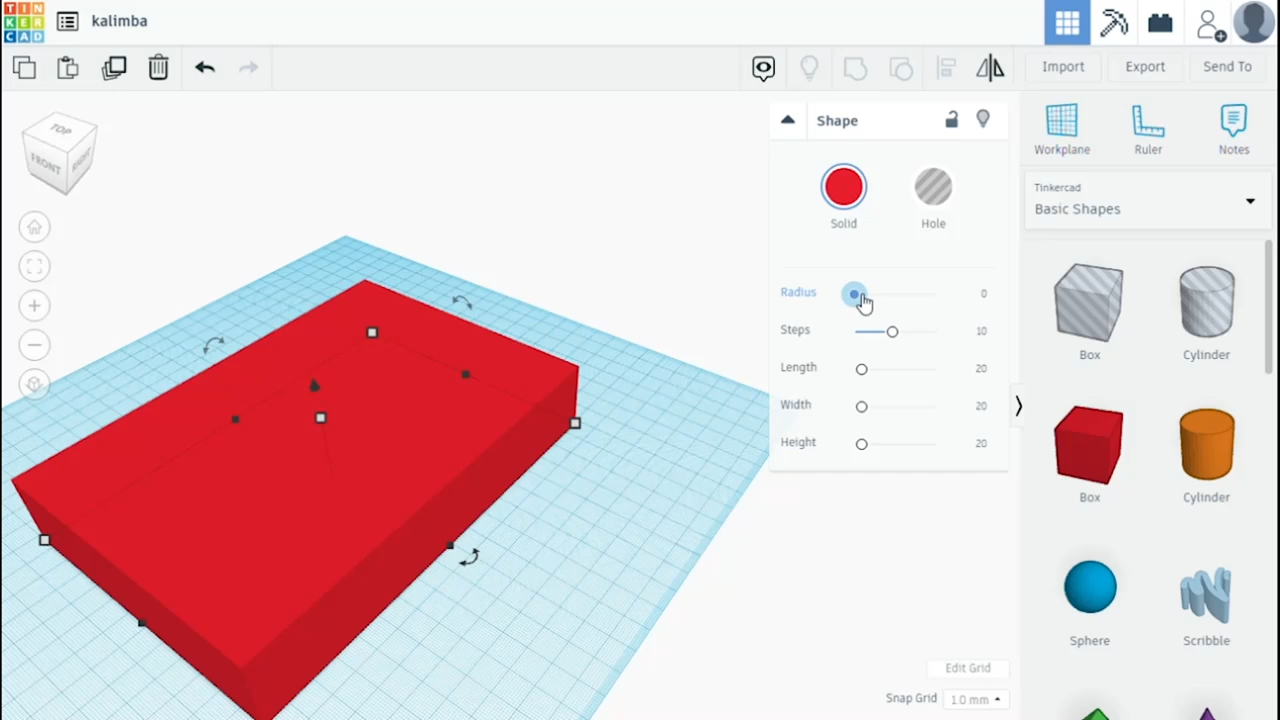 TIN
KER
CAD
kalimba
Import
Export
Send To
TOP
FRONT
RIGHT
Shape
Solid
Hole
Radius 0
Steps 10
Length 20
Width 20
Height 20
Workplane
Ruler
Notes
Tinkercad
Basic Shapes
Box
Cylinder
Box
Cylinder
Sphere
Scribble
Edit Grid
Snap Grid 1.0 mm